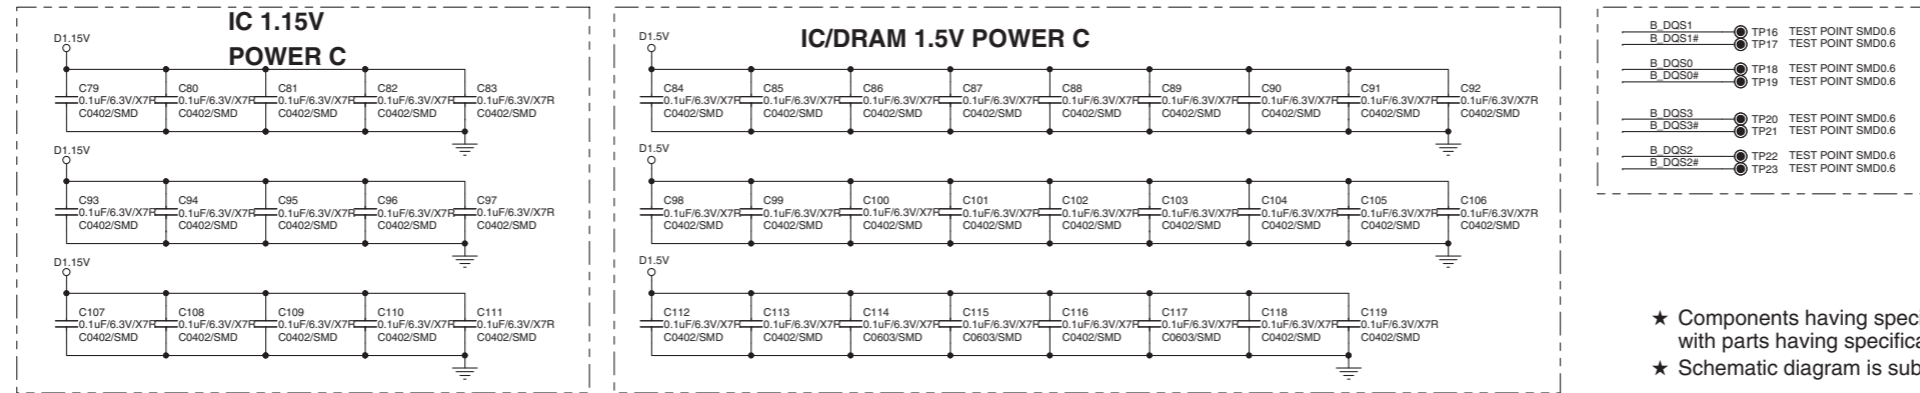 IC 1.15V
POWER C
D1.15V
C79 C80 C81 C82 C83
0.1uF/6.3V/X7R 0.1uF/6.3V/X7R 0.1uF/6.3V/X7R 0.1uF/6.3V/X7R 0.1uF/6.3V/X7R
C0402/SMD C0402/SMD C0402/SMD C0402/SMD C0402/SMD
D1.15V
C93 C94 C95 C96 C97
0.1uF/6.3V/X7R 0.1uF/6.3V/X7R 0.1uF/6.3V/X7R 0.1uF/6.3V/X7R 0.1uF/6.3V/X7R
C0402/SMD C0402/SMD C0402/SMD C0402/SMD C0402/SMD
D1.15V
C107 C108 C109 C110 C111
0.1uF/6.3V/X7R 0.1uF/6.3V/X7R 0.1uF/6.3V/X7R 0.1uF/6.3V/X7R 0.1uF/6.3V/X7R
C0402/SMD C0402/SMD C0402/SMD C0402/SMD C0402/SMD
IC/DRAM 1.5V POWER C
D1.5V
C84 C85 C86 C87 C88 C89 C90 C91 C92
0.1uF/6.3V/X7R 0.1uF/6.3V/X7R 0.1uF/6.3V/X7R 0.1uF/6.3V/X7R 0.1uF/6.3V/X7R 0.1uF/6.3V/X7R 0.1uF/6.3V/X7R 0.1uF/6.3V/X7R 0.1uF/6.3V/X7R
C0402/SMD C0402/SMD C0402/SMD C0402/SMD C0402/SMD C0402/SMD C0402/SMD C0402/SMD C0402/SMD
D1.5V
C98 C99 C100 C101 C102 C103 C104 C105 C106
0.1uF/6.3V/X7R 0.1uF/6.3V/X7R 0.1uF/6.3V/X7R 0.1uF/6.3V/X7R 0.1uF/6.3V/X7R 0.1uF/6.3V/X7R 0.1uF/6.3V/X7R 0.1uF/6.3V/X7R 0.1uF/6.3V/X7R
C0402/SMD C0402/SMD C0402/SMD C0402/SMD C0402/SMD C0402/SMD C0402/SMD C0402/SMD C0402/SMD
D1.5V
C112 C113 C114 C115 C116 C117 C118 C119
0.1uF/6.3V/X7R 0.1uF/6.3V/X7R 0.1uF/6.3V/X7R 0.1uF/6.3V/X7R 0.1uF/6.3V/X7R 0.1uF/6.3V/X7R 0.1uF/6.3V/X7R 0.1uF/6.3V/X7R
C0402/SMD C0402/SMD C0603/SMD C0603/SMD C0402/SMD C0603/SMD C0402/SMD C0402/SMD
B_DQS1 TP16 TEST POINT SMD0.6
B_DQS1# TP17 TEST POINT SMD0.6
B_DQS0 TP18 TEST POINT SMD0.6
B_DQS0# TP19 TEST POINT SMD0.6
B_DQS3 TP20 TEST POINT SMD0.6
B_DQS3# TP21 TEST POINT SMD0.6
B_DQS2 TP22 TEST POINT SMD0.6
B_DQS2# TP23 TEST POINT SMD0.6
★ Components having speci
with parts having specifica
★ Schematic diagram is sub